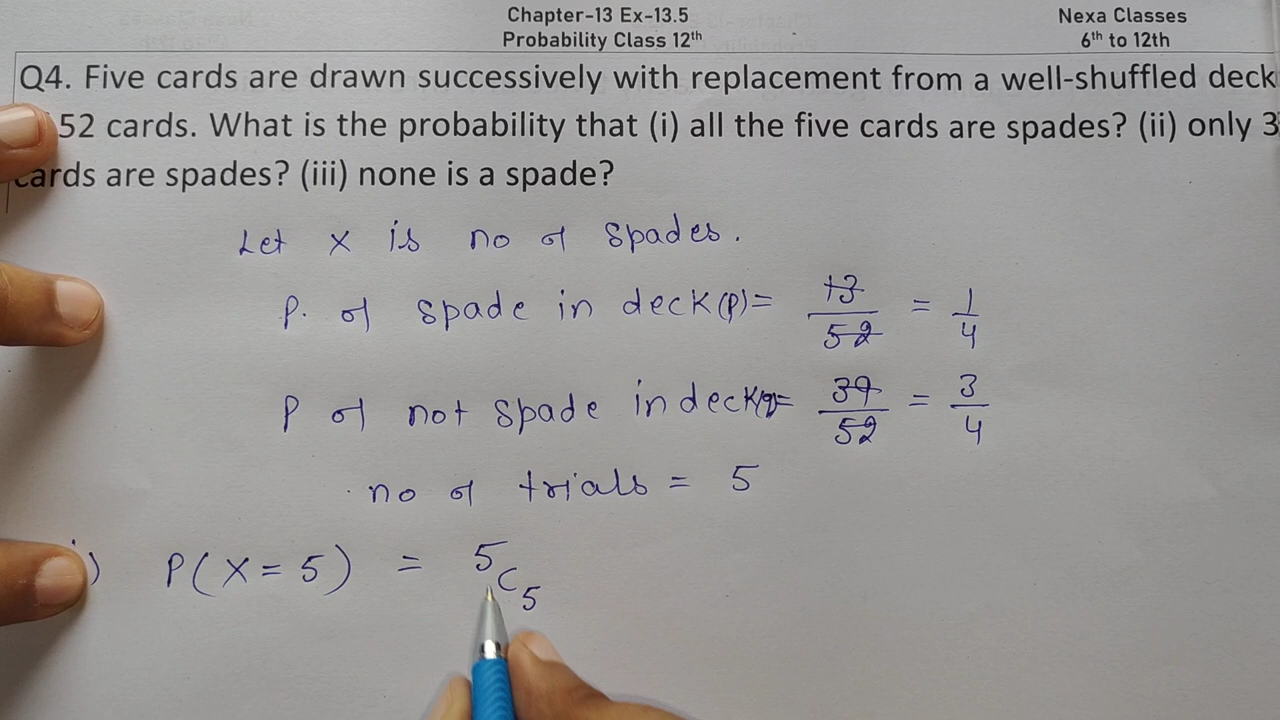 Chapter-13 Ex-13.5
Probability Class 12th
Nexa Classes
6th to 12th
Q4. Five cards are drawn successively with replacement from a well-shuffled deck
52 cards. What is the probability that (i) all the five cards are spades? (ii) only 3
cards are spades? (iii) none is a spade?
Let x is no of spades.
P. of spade in deck(p)= 13/52 = 1/4
P of not spade in deck(q)= 39/52 = 3/4
no of trials = 5
i) P(X=5) = 5C5